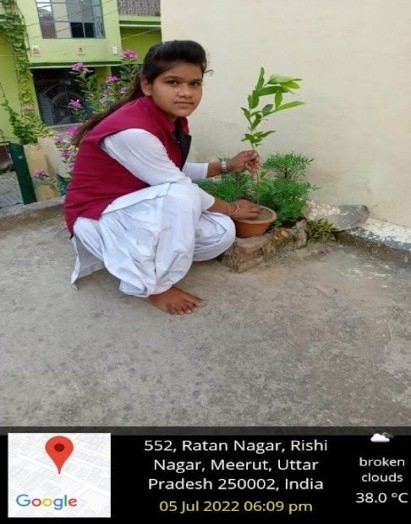 552, Ratan Nagar, Rishi
Nagar, Meerut, Uttar
Pradesh 250002, India
05 Jul 2022 06:09 pm
Google
broken
clouds
38.0 °C